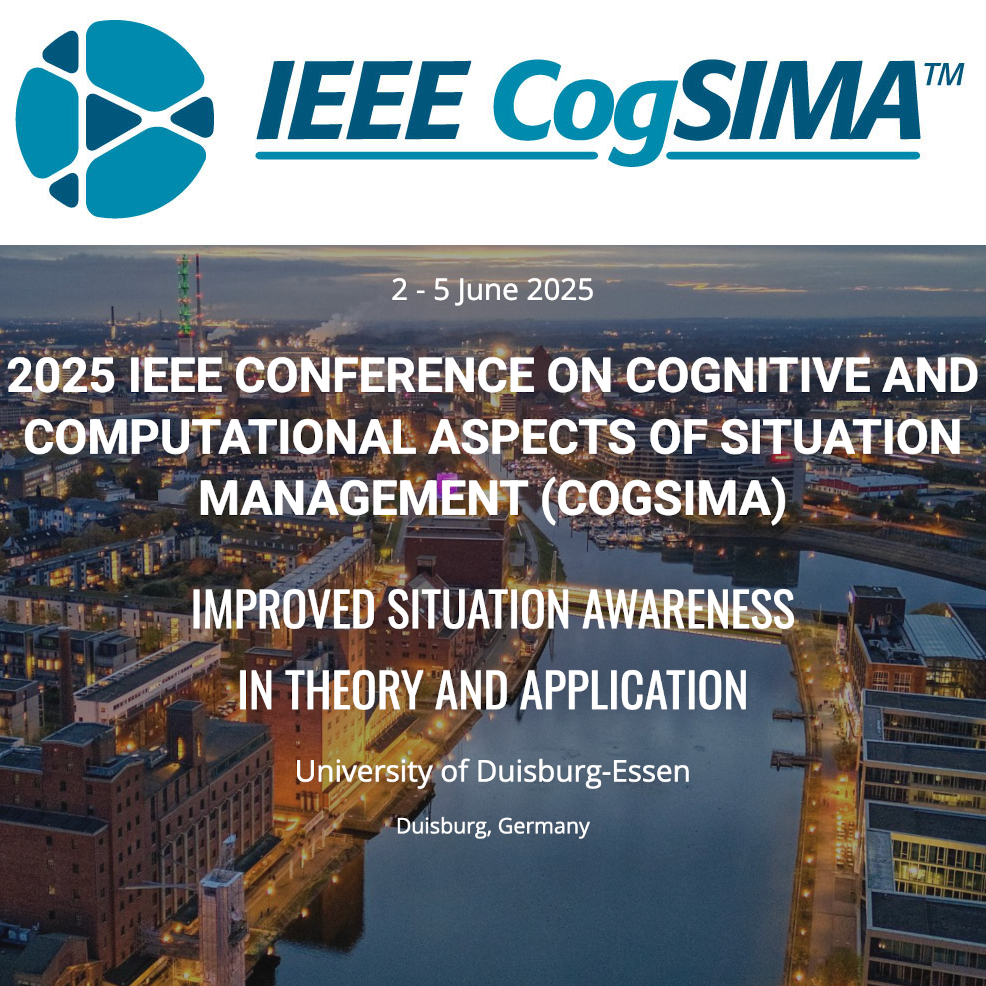 IEEE CogSIMA™
2 - 5 June 2025
2025 IEEE CONFERENCE ON COGNITIVE AND
COMPUTATIONAL ASPECTS OF SITUATION
MANAGEMENT (COGSIMA)
IMPROVED SITUATION AWARENESS
IN THEORY AND APPLICATION
University of Duisburg-Essen
Duisburg, Germany